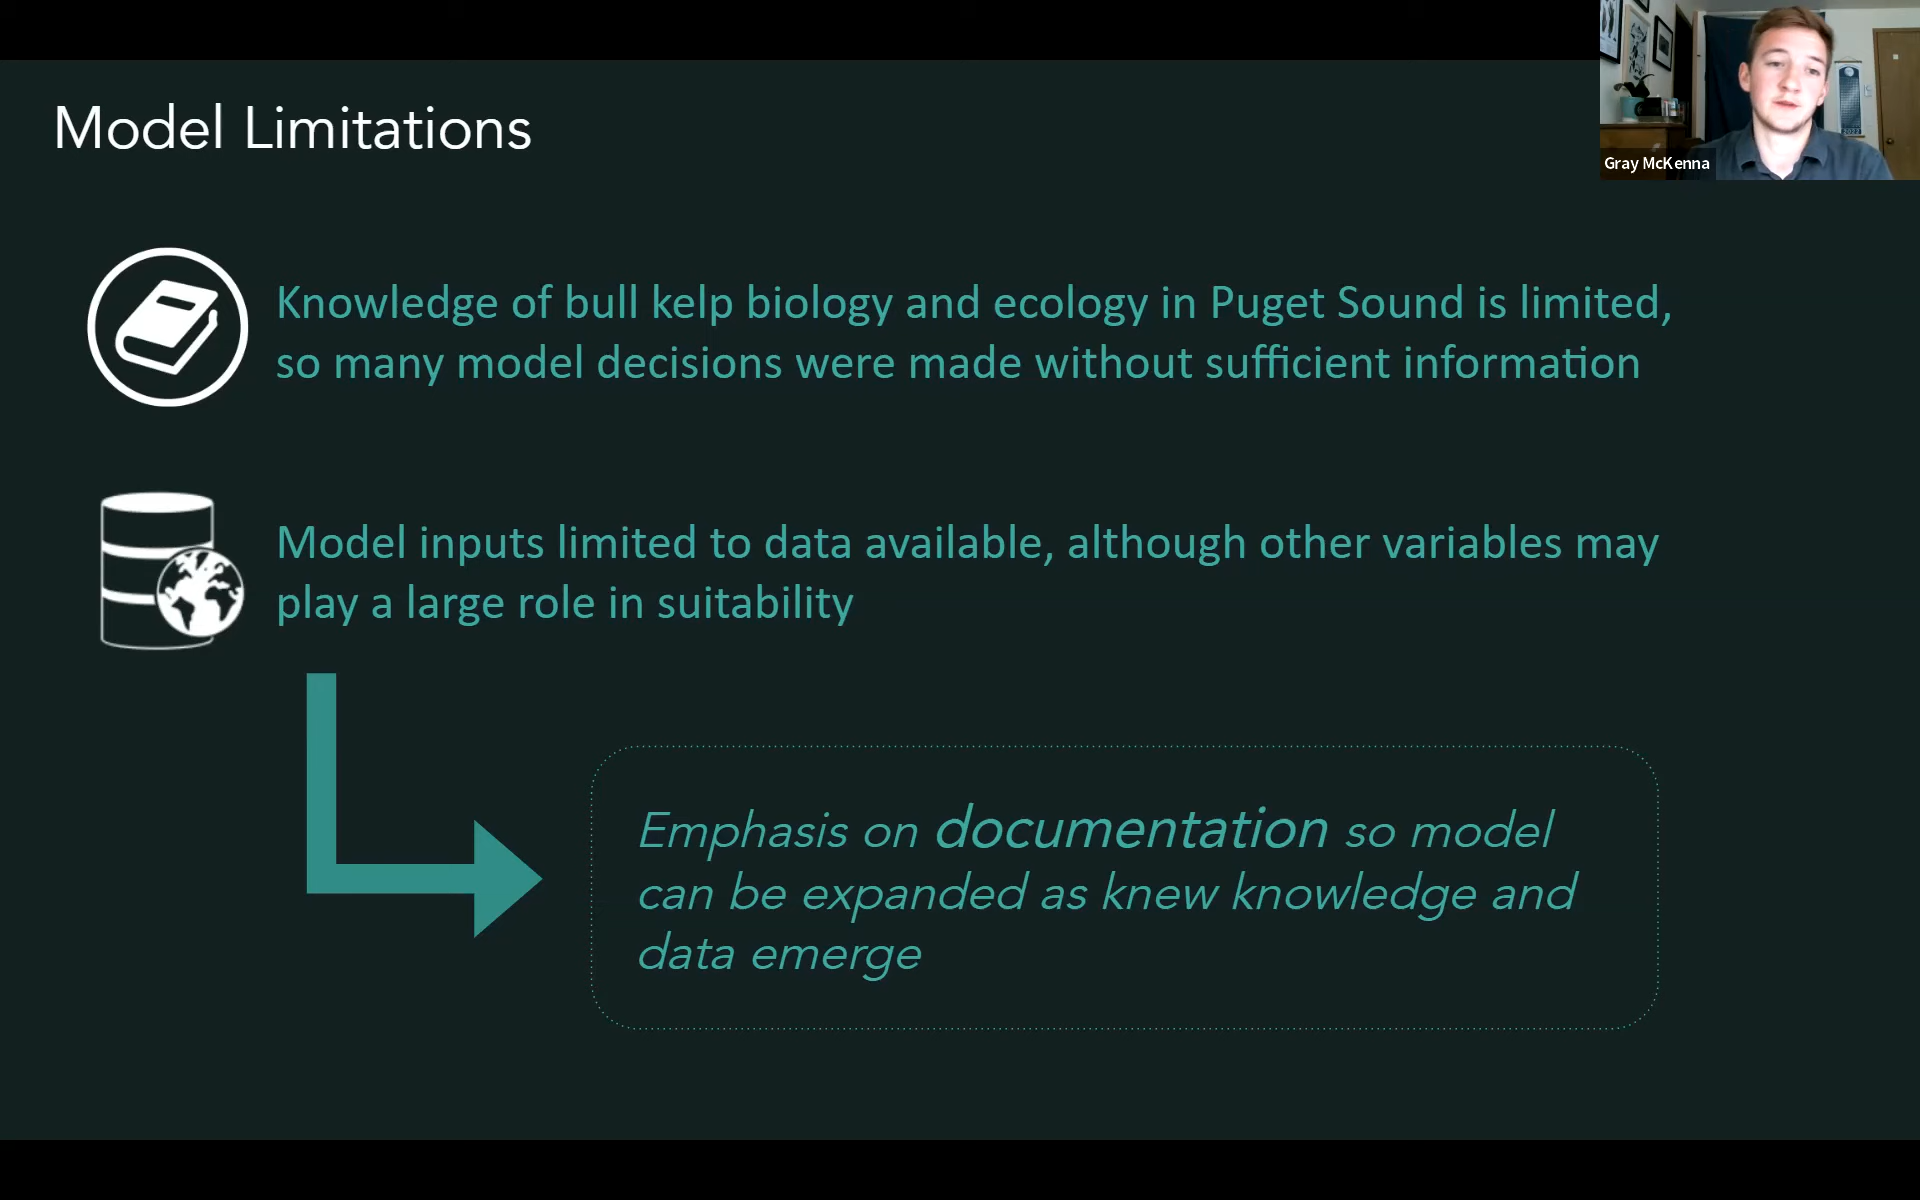 Model Limitations
Gray McKenna
Knowledge of bull kelp biology and ecology in Puget Sound is limited,
so many model decisions were made without sufficient information
Model inputs limited to data available, although other variables may
play a large role in suitability
Emphasis on documentation so model
can be expanded as knew knowledge and
data emerge